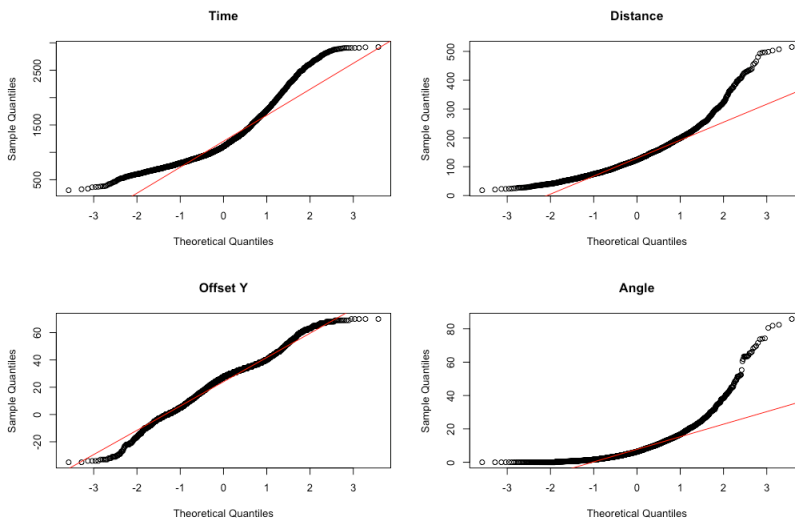 Time
Sample Quantiles
500 1500 2500
-3 -2 -1 0 1 2 3
Theoretical Quantiles
Distance
Sample Quantiles
0 100 200 300 400 500
-3 -2 -1 0 1 2 3
Theoretical Quantiles
Offset Y
Sample Quantiles
-20 0 20 40 60
-3 -2 -1 0 1 2 3
Theoretical Quantiles
Angle
Sample Quantiles
0 20 40 60 80
-3 -2 -1 0 1 2 3
Theoretical Quantiles